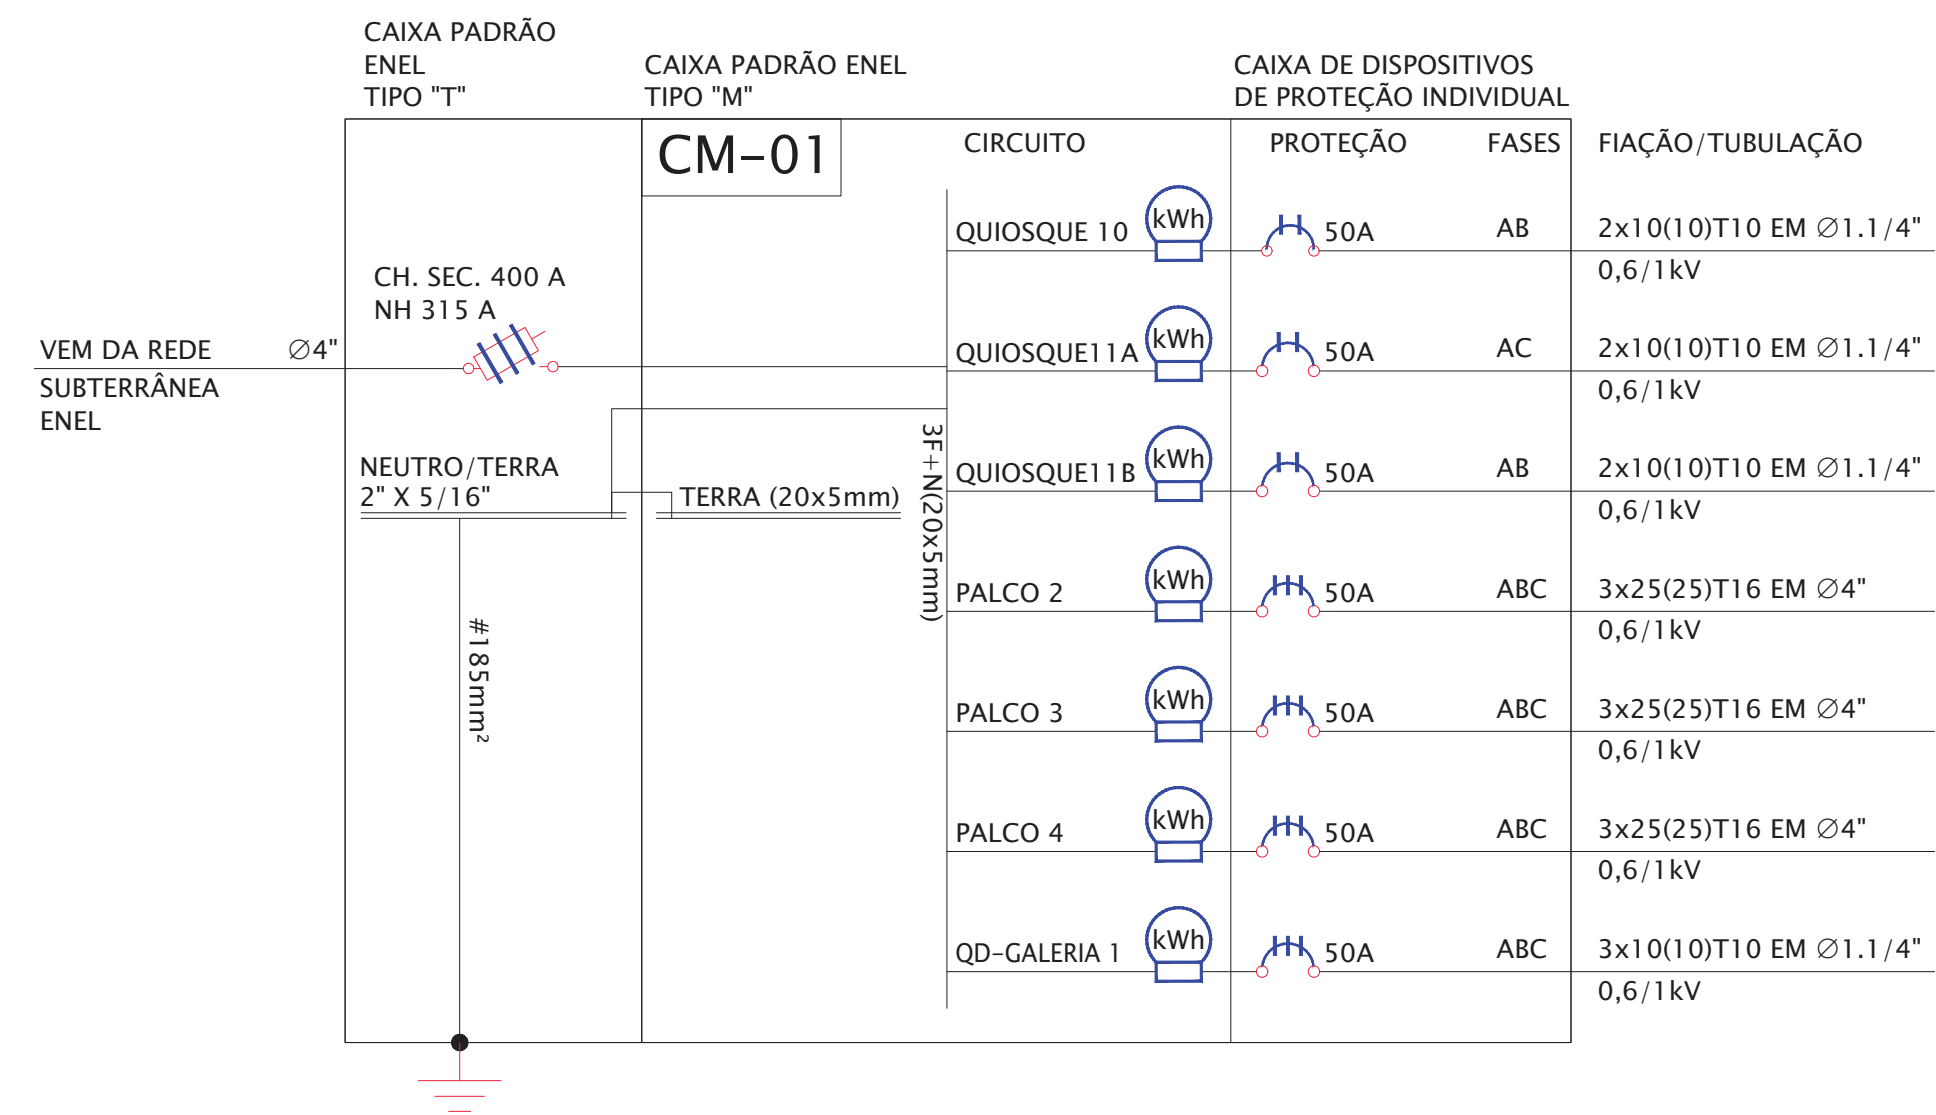 CAIXA PADRÃO
ENEL
TIPO "T"
CAIXA PADRÃO ENEL
TIPO "M"
CAIXA DE DISPOSITIVOS
DE PROTEÇÃO INDIVIDUAL
CM-01
CIRCUITO
PROTEÇÃO
FASES
FIAÇÃO/TUBULAÇÃO
VEM DA REDE
∅4"
SUBTERRÂNEA
ENEL
CH. SEC. 400 A
NH 315 A
NEUTRO/TERRA
2" X 5/16"
TERRA (20x5mm)
#185mm²
3F+N(20x5mm)
QUIOSQUE 10
kWh
50A
AB
2x10(10)T10 EM ∅1.1/4"
0,6/1kV
QUIOSQUE11A
kWh
50A
AC
2x10(10)T10 EM ∅1.1/4"
0,6/1kV
QUIOSQUE11B
kWh
50A
AB
2x10(10)T10 EM ∅1.1/4"
0,6/1kV
PALCO 2
kWh
50A
ABC
3x25(25)T16 EM ∅4"
0,6/1kV
PALCO 3
kWh
50A
ABC
3x25(25)T16 EM ∅4"
0,6/1kV
PALCO 4
kWh
50A
ABC
3x25(25)T16 EM ∅4"
0,6/1kV
QD-GALERIA 1
kWh
50A
ABC
3x10(10)T10 EM ∅1.1/4"
0,6/1kV